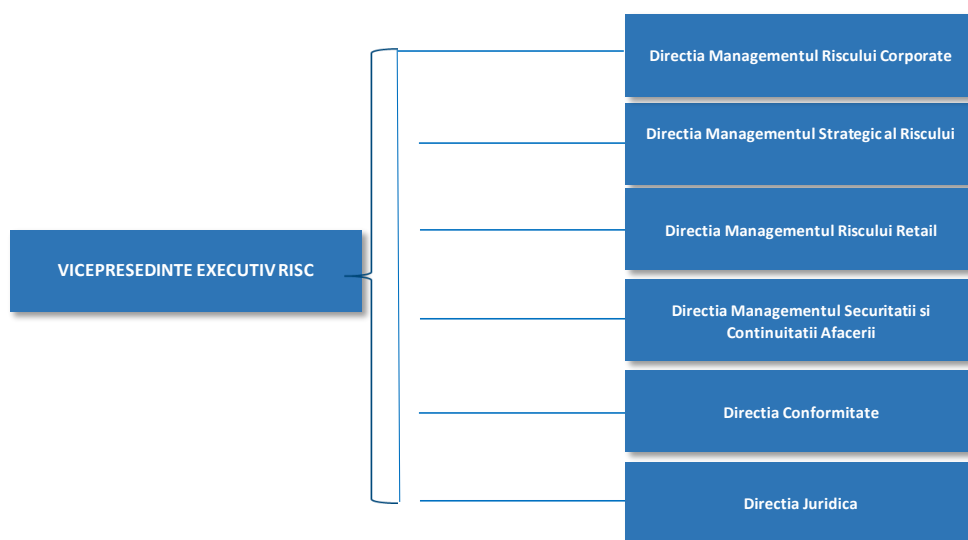 Directia Managementul Riscului Corporate
Directia Managementul Strategic al Riscului
Directia Managementul Riscului Retail
VICEPRESEDINTE EXECUTIV RISC
Directia Managementul Securitatii si
Continuitatii Afacerii
Directia Conformitate
Directia Juridica